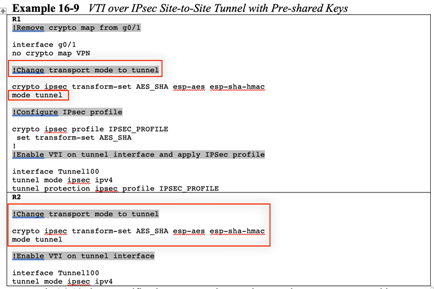 Example 16-9 VTI over IPsec Site-to-Site Tunnel with Pre-shared Keys
R1
!Remove crypto map from g0/1
interface g0/1
no crypto map VPN
!Change transport mode to tunnel
crypto ipsec transform-set AES_SHA esp-aes esp-sha-hmac
mode tunnel
!Configure IPsec profile
crypto ipsec profile IPSEC_PROFILE
set transform-set AES_SHA
!
!Enable VTI on tunnel interface and apply IPSec profile
interface Tunnel100
tunnel mode ipsec ipv4
tunnel protection ipsec profile IPSEC_PROFILE
R2
!Change transport mode to tunnel
crypto ipsec transform-set AES_SHA esp-aes esp-sha-hmac
mode tunnel
!Enable VTI on tunnel interface
interface Tunnel100
tunnel mode ipsec ipv4